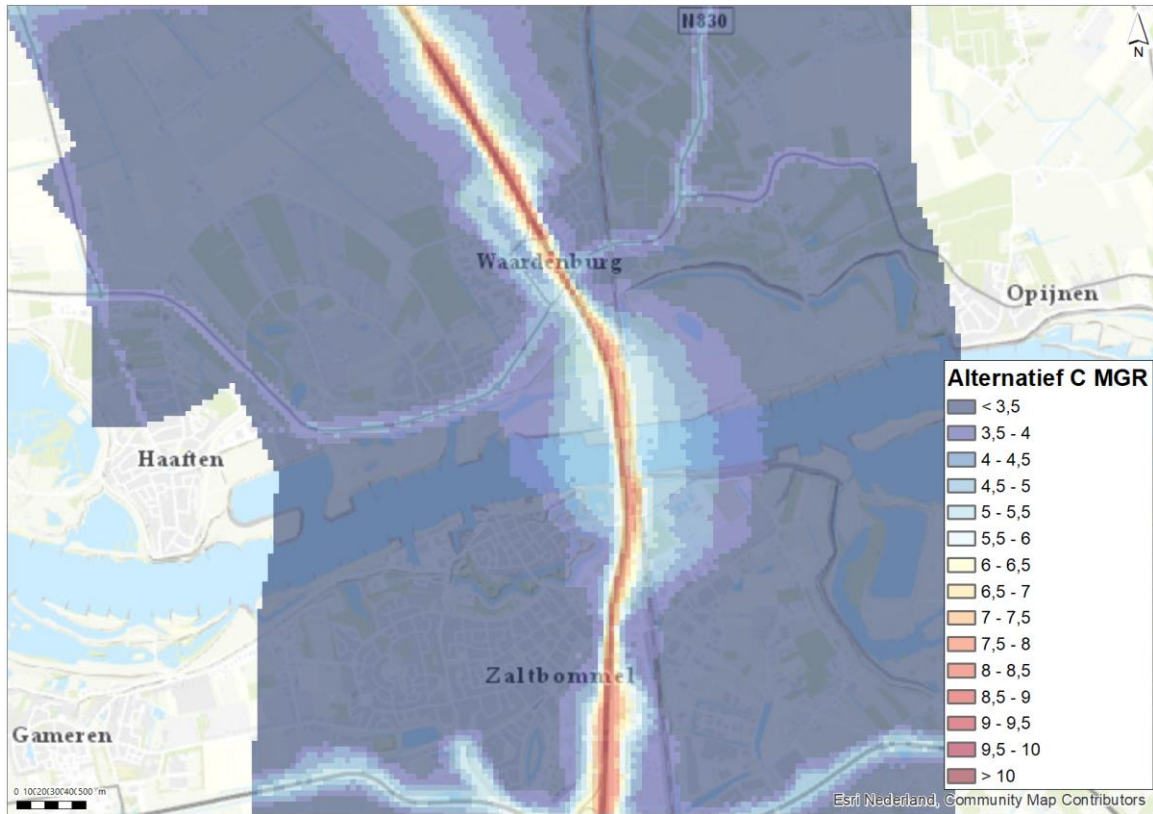 N830
N
Waardenburg
Opijnen
Haaften
Zaltbommel
Gameren
Alternatief C MGR
< 3,5
3,5 - 4
4 - 4,5
4,5 - 5
5 - 5,5
5,5 - 6
6 - 6,5
6,5 - 7
7 - 7,5
7,5 - 8
8 - 8,5
8,5 - 9
9 - 9,5
9,5 - 10
> 10
500 m
Esri Nederland, Community Map Contributors